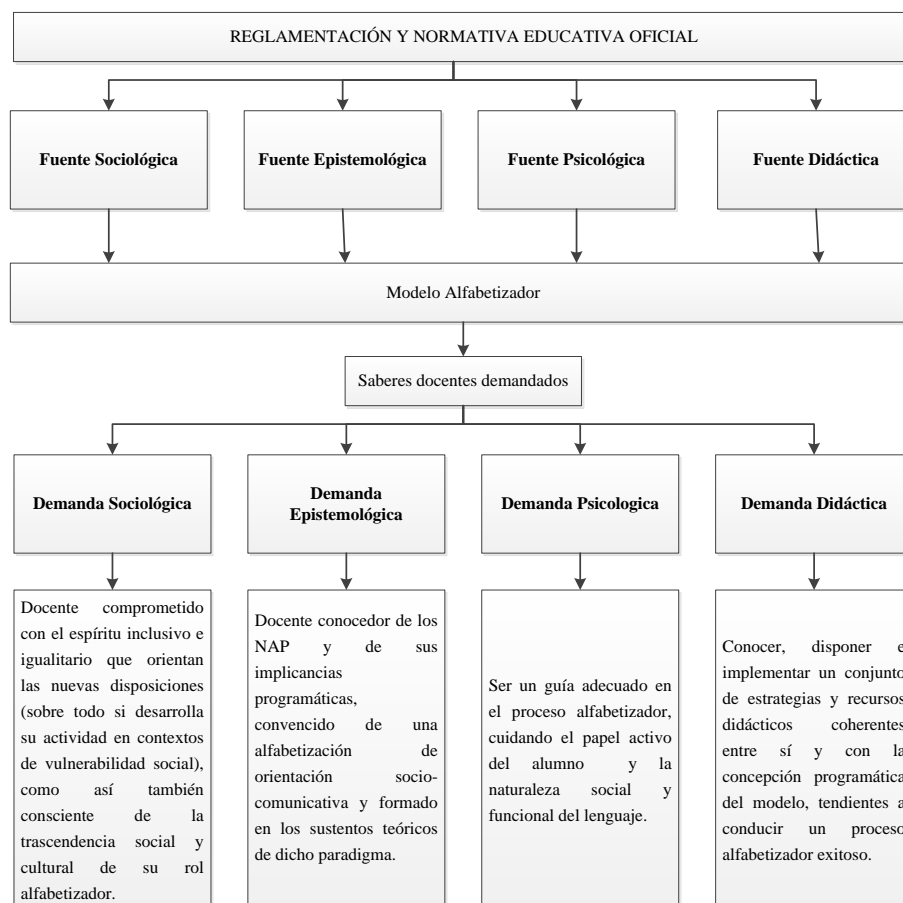 REGLAMENTACIÓN Y NORMATIVA EDUCATIVA OFICIAL
Fuente Sociológica
Fuente Epistemológica
Fuente Psicológica
Fuente Didáctica
Modelo Alfabetizador
Saberes docentes demandados
Demanda Sociológica
Demanda
Epistemológica
Demanda Psicologica
Demanda Didáctica
Docente comprometido
con el espíritu inclusivo e
igualitario que orientan
las nuevas disposiciones
(sobre todo si desarrolla
su actividad en contextos
de vulnerabilidad social),
como así también
consciente de la
trascendencia social y
cultural de su rol
alfabetizador.
Docente conocedor de los
NAP y de sus
implicancias
programáticas,
convencido de una
alfabetización de
orientación socio-
comunicativa y formado
en los sustentos teóricos
de dicho paradigma.
Ser un guía adecuado en
el proceso alfabetizador,
cuidando el papel activo
del alumno y la
naturaleza social y
funcional del lenguaje.
Conocer, disponer e
implementar un conjunto
de estrategias y recursos
didácticos coherentes
entre sí y con la
concepción programática
del modelo, tendientes a
conducir un proceso
alfabetizador exitoso.